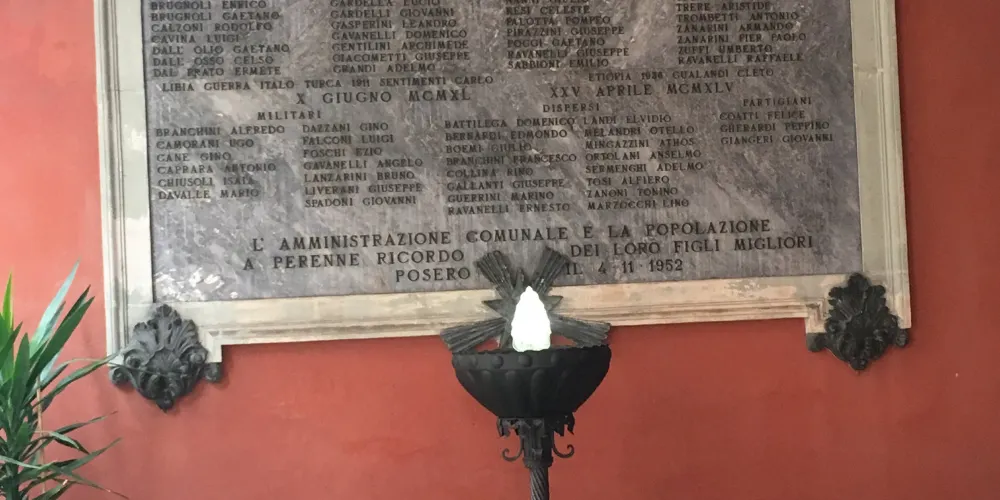 BRUGNOLI ENRICO GARDELLA LUCIO RESI CELESTE TRERE ARISTIDE
BRUGNOLI GAETANO GARDELLI GIOVANNI PALOTTA POMPEO TROMBETTI ANTONIO
CALZONI RODOLFO GASPERINI LEANDRO PIRAZZINI GIUSEPPE ZANARINI ARMANDO
CAVINA LUIGI GAVANELLI DOMENICO POGGI GAETANO ZANARINI PIER PAOLO
DALL'OLIO GAETANO GENTILINI ARCHIMEDE RAVANELLI GIUSEPPE ZUFFI UMBERTO
DALL'OSSO CELSO GIACOMETTI GIUSEPPE SABBIONI EMILIO RAVANELLI RAFFAELE
DAL PRATO ERMETE GRANDI ADELMO
LIBIA GUERRA ITALO TURCA 1911 SENTIMENTI CARLO ETIOPIA 1936 GUALANDI CLETO
X GIUGNO MCMXL XXV APRILE MCMXLV
MILITARI DISPERSI PARTIGIANI
BRANCHINI ALFREDO DAZZANI GINO BATTILEGA DOMENICO LANDI ELVIDIO COATTI FELICE
CAMORANI UGO FALCONI LUIGI BERNARDI EDMONDO MELANDRI OTELLO GHERARDI PEPPINO
CANE GINO FOSCHI EZIO BOEMI GIULIO MINGAZZINI ATHOS GIANGERI GIOVANNI
CAPRARA ANTONIO GAVANELLI ANGELO BRANCHINI FRANCESCO ORTOLANI ANSELMO
CHIUSOLI ISAIA LANZARINI BRUNO COLLINA RINO SERMENGHI ADELMO
DAVALLE MARIO LIVERANI GIUSEPPE GALLANTI GIUSEPPE TOSI ALFIERO
SPADONI GIOVANNI GUERRINI MARINO TANONI TONINO
RAVANELLI ERNESTO MARZOCCHI LINO
L'AMMINISTRAZIONE COMUNALE E LA POPOLAZIONE
A PERENNE RICORDO DEI LORO FIGLI MIGLIORI
POSERO IL 4·11·1952